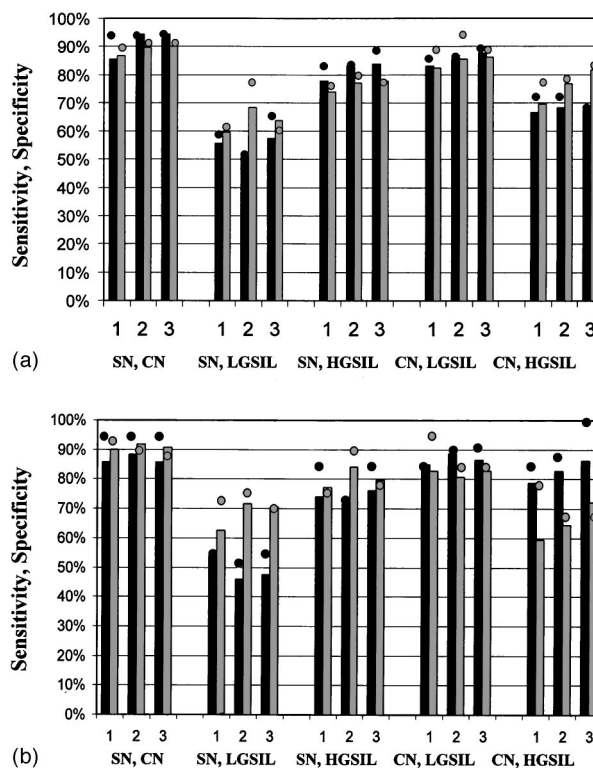 100%
90%
80%
70%
60%
50%
40%
30%
20%
10%
0%
Sensitivity, Specificity
1 2 3 1 2 3 1 2 3 1 2 3 1 2 3
(a)
SN, CN SN, LGSIL SN, HGSIL CN, LGSIL CN, HGSIL
100%
90%
80%
70%
60%
50%
40%
30%
20%
10%
0%
Sensitivity, Specificity
1 2 3 1 2 3 1 2 3 1 2 3 1 2 3
(b)
SN, CN SN, LGSIL SN, HGSIL CN, LGSIL CN, HGSIL